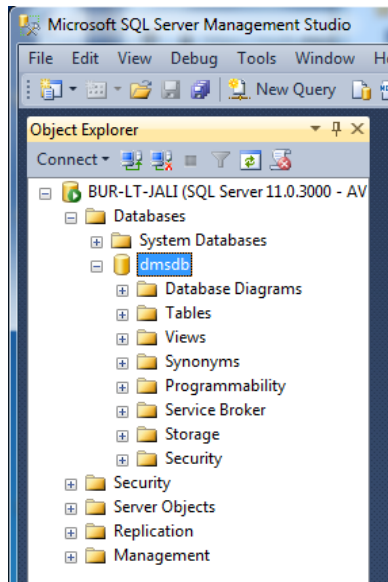 Microsoft SQL Server Management Studio
File Edit View Debug Tools Window
New Query
Object Explorer
Connect
BUR-LT-JALI (SQL Server 11.0.3000 - AV
Databases
System Databases
dmsdb
Database Diagrams
Tables
Views
Synonyms
Programmability
Service Broker
Storage
Security
Security
Server Objects
Replication
Management